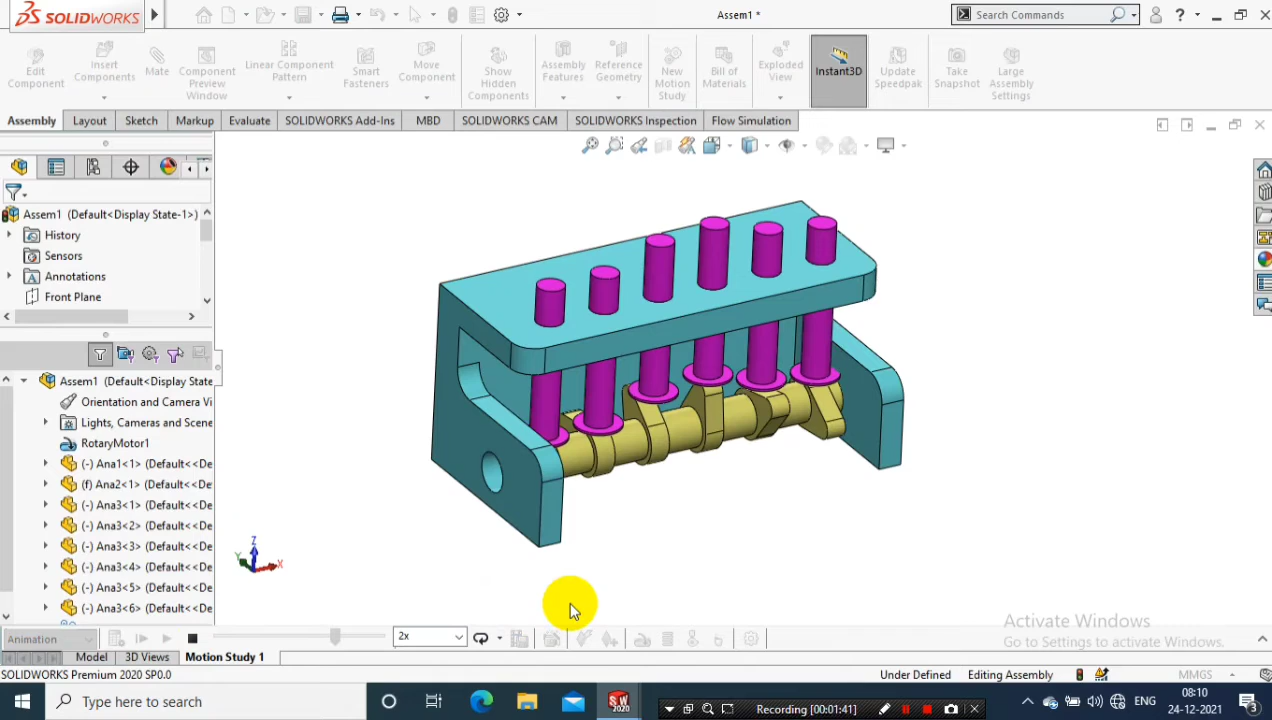 SOLIDWORKS
Assem1 *
Search Commands
?
Edit Component
Insert Components
Mate
Component Preview Window
Linear Component Pattern
Smart Fasteners
Move Component
Show Hidden Components
Assembly Features
Reference Geometry
New Motion Study
Bill of Materials
Exploded View
Instant3D
Update Speedpak
Take Snapshot
Large Assembly Settings
Assembly Layout Sketch Markup Evaluate SOLIDWORKS Add-Ins MBD SOLIDWORKS CAM SOLIDWORKS Inspection Flow Simulation
Assem1 (Default<Display State-1>)
History
Sensors
Annotations
Front Plane
Assem1 (Default<Display State
Orientation and Camera Vi
Lights, Cameras and Scene
RotaryMotor1
(-) Ana1<1> (Default<<De
(f) Ana2<1> (Default<<De
(-) Ana3<1> (Default<<De
(-) Ana3<2> (Default<<De
(-) Ana3<3> (Default<<De
(-) Ana3<4> (Default<<De
(-) Ana3<5> (Default<<De
(-) Ana3<6> (Default<<De
Z
Y
X
Activate Windows
Go to Settings to activate Windows.
Animation
2x
Model 3D Views Motion Study 1
SOLIDWORKS Premium 2020 SP0.0
Under Defined Editing Assembly MMGS
Type here to search
SW
2020
Recording [00:01:41]
ENG
08:10
24-12-2021
3